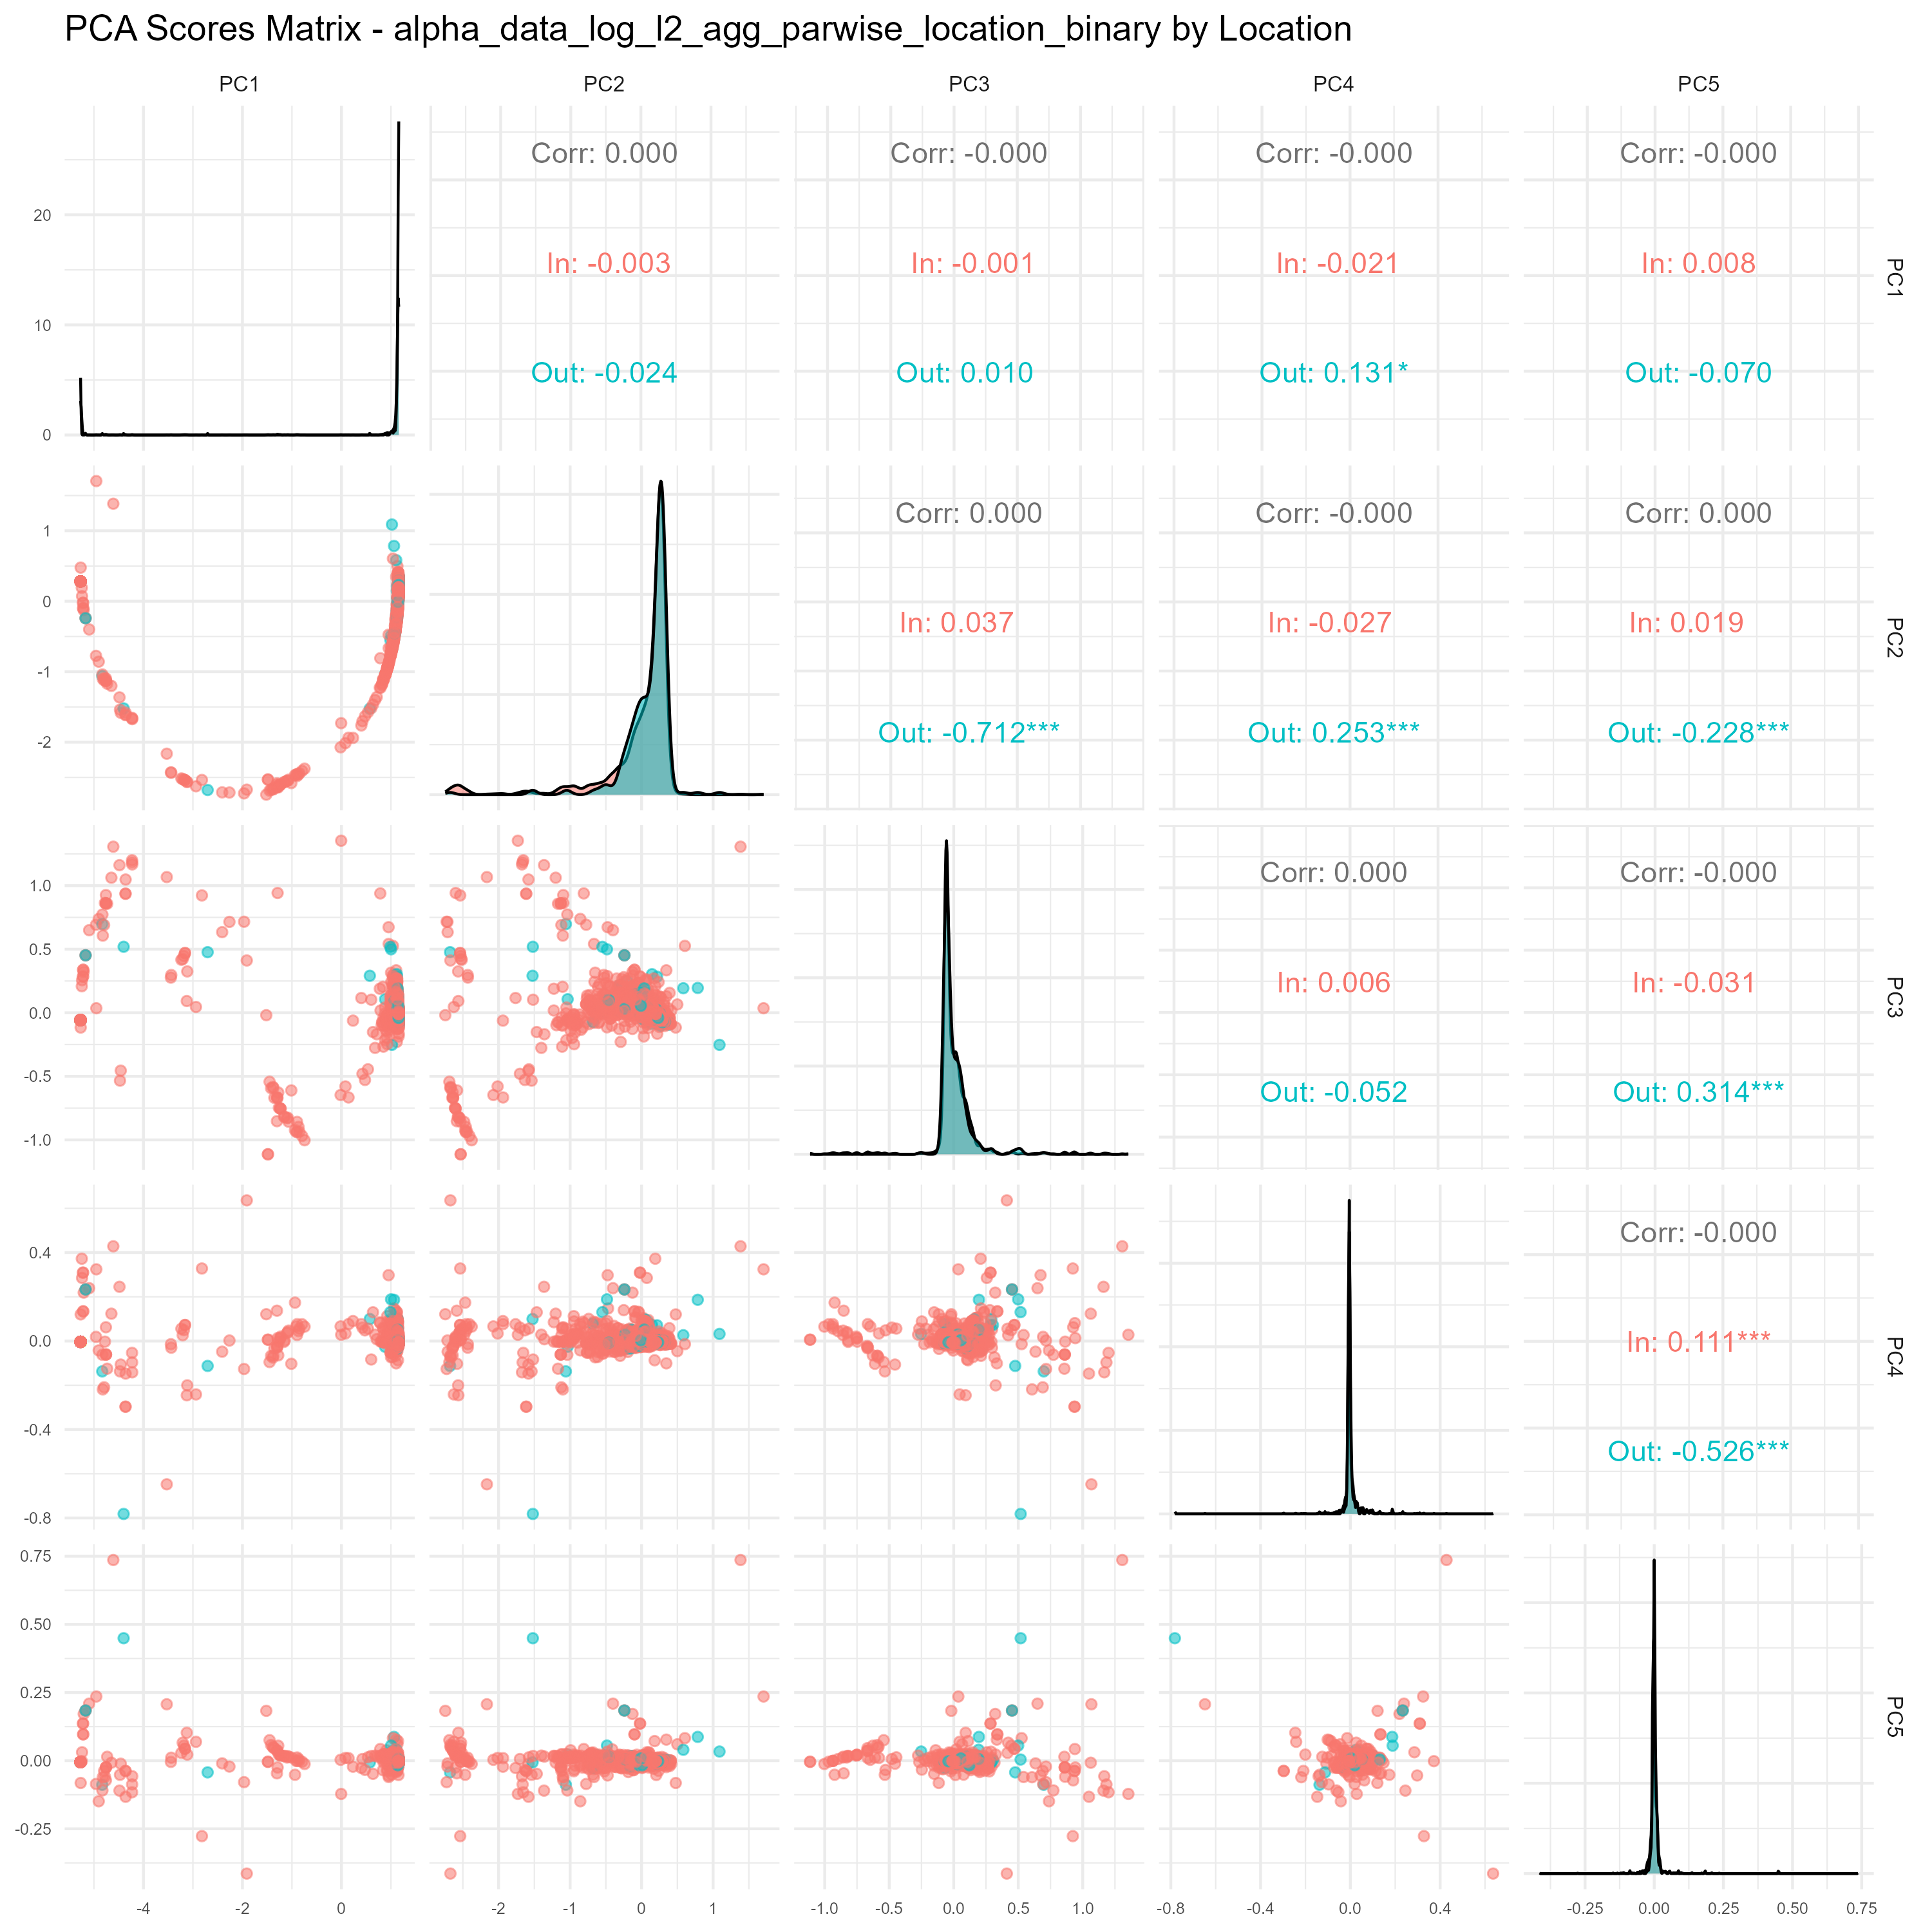 PCA Scores Matrix - alpha_data_log_l2_agg_parwise_location_binary by Location
PC1 PC2 PC3 PC4 PC5
20
10
0
Corr: 0.000 Corr: -0.000 Corr: -0.000 Corr: -0.000
In: -0.003 In: -0.001 In: -0.021 In: 0.008
Out: -0.024 Out: 0.010 Out: 0.131* Out: -0.070
PC1
1
0
-1
-2
Corr: 0.000 Corr: -0.000 Corr: 0.000
In: 0.037 In: -0.027 In: 0.019
Out: -0.712*** Out: 0.253*** Out: -0.228***
PC2
1.0
0.5
0.0
-0.5
-1.0
Corr: 0.000 Corr: -0.000
In: 0.006 In: -0.031
Out: -0.052 Out: 0.314***
PC3
0.4
0.0
-0.4
-0.8
Corr: -0.000
In: 0.111***
Out: -0.526***
PC4
0.75
0.50
0.25
0.00
-0.25
PC5
-4 -2 0 -2 -1 0 1 -1.0 -0.5 0.0 0.5 1.0 -0.8 -0.4 0.0 0.4 -0.25 0.00 0.25 0.50 0.75